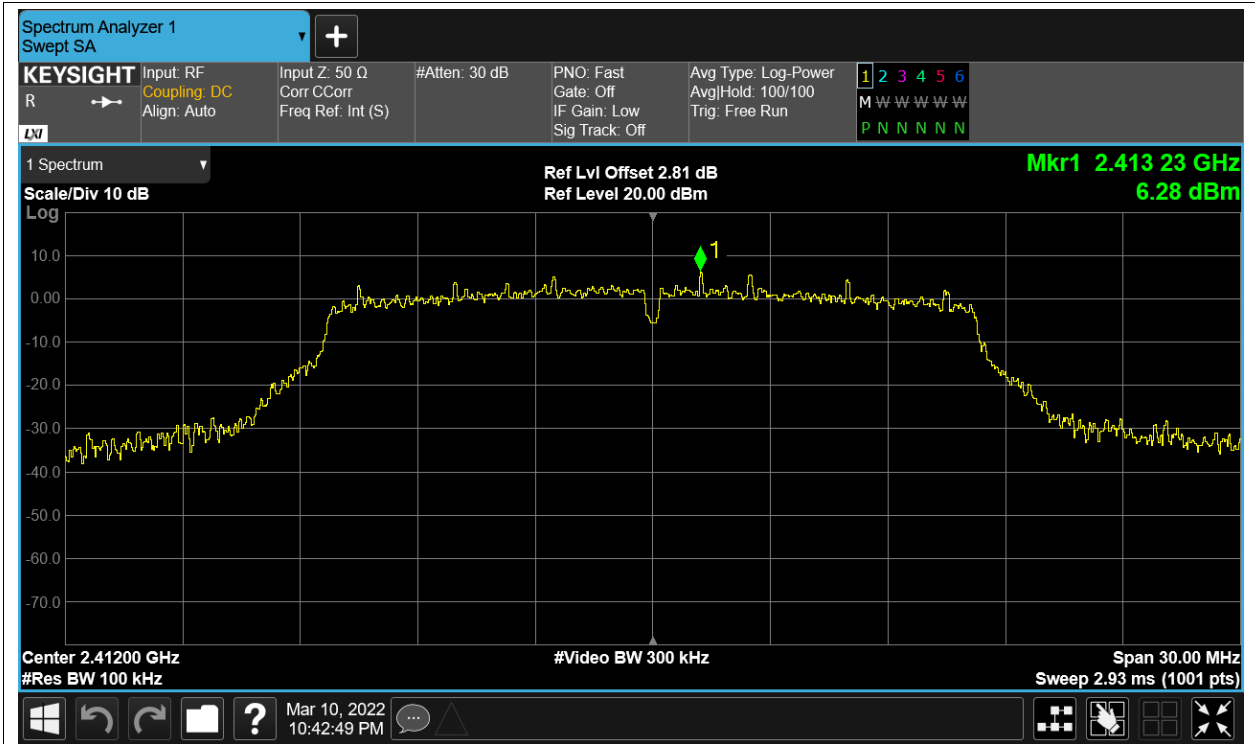 Spectrum Analyzer 1
Swept SA
+
KEYSIGHT
R
LXI
Input: RF
Coupling: DC
Align: Auto
Input Z: 50 Ω
Corr CCorr
Freq Ref: Int (S)
#Atten: 30 dB
PNO: Fast
Gate: Off
IF Gain: Low
Sig Track: Off
Avg Type: Log-Power
Avg|Hold: 100/100
Trig: Free Run
1 2 3 4 5 6
M W W W W W
P N N N N N
1 Spectrum
Scale/Div 10 dB
Ref Lvl Offset 2.81 dB
Ref Level 20.00 dBm
Mkr1 2.413 23 GHz
6.28 dBm
Log
1
10.0
0.00
-10.0
-20.0
-30.0
-40.0
-50.0
-60.0
-70.0
Center 2.41200 GHz
#Res BW 100 kHz
#Video BW 300 kHz
Span 30.00 MHz
Sweep 2.93 ms (1001 pts)
?
Mar 10, 2022
10:42:49 PM